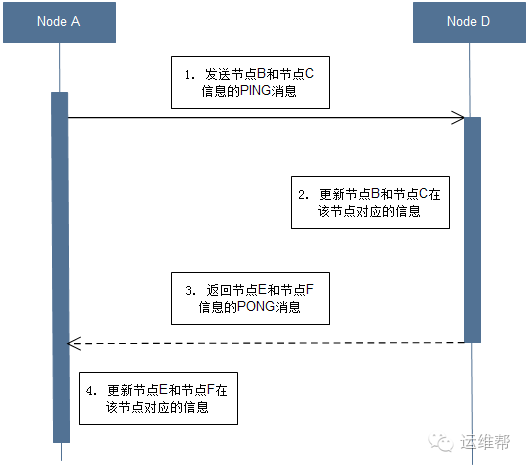 Node A
Node D
1. 发送节点B和节点C
信息的PING消息
2. 更新节点B和节点C在
该节点对应的信息
3. 返回节点E和节点F
信息的PONG消息
4. 更新节点E和节点F在
该节点对应的信息
运维帮